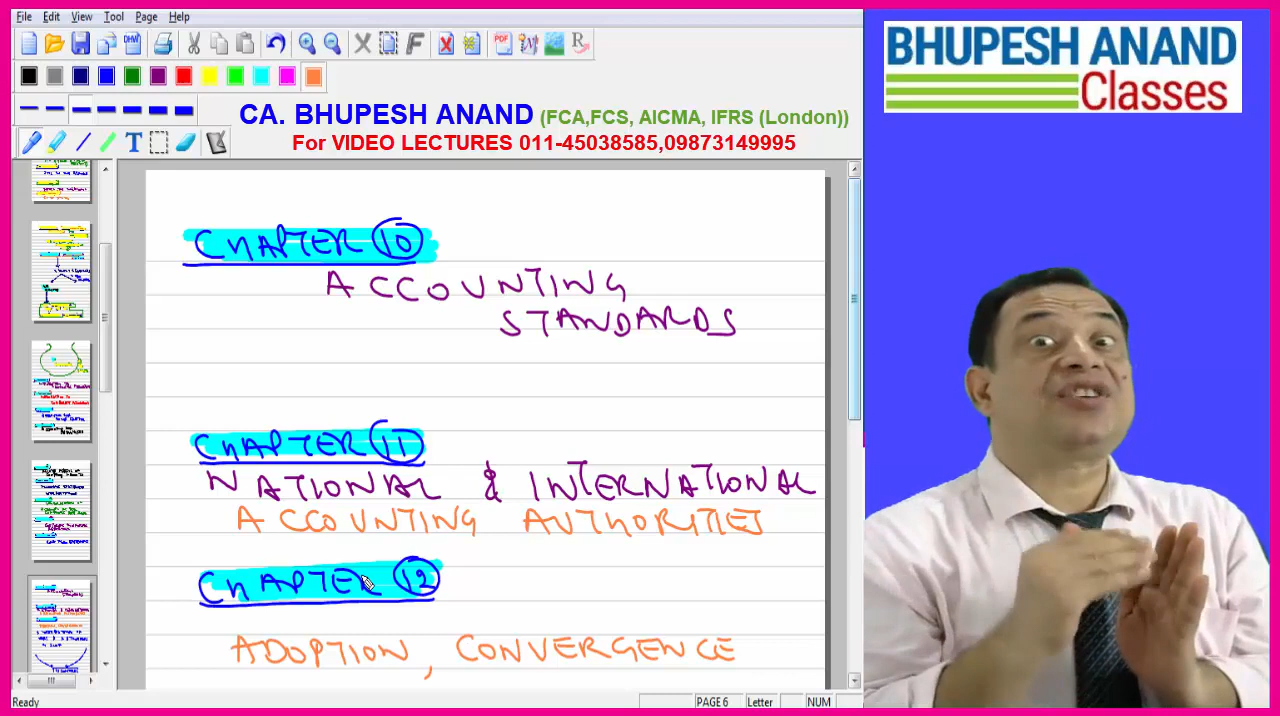 File Edit View Tool Page Help
BHUPESH ANAND
Classes
DHW PDF W R
CA. BHUPESH ANAND (FCA,FCS, AICMA, IFRS (London))
For VIDEO LECTURES 011-45038585,09873149995
CHAPTER 10
ACCOUNTING
STANDARDS
CHAPTER 11
NATIONAL & INTERNATIONAL
ACCOUNTING AUTHORITIES
CHAPTER 12
ADOPTION, CONVERGENCE
Ready PAGE 6 Letter NUM